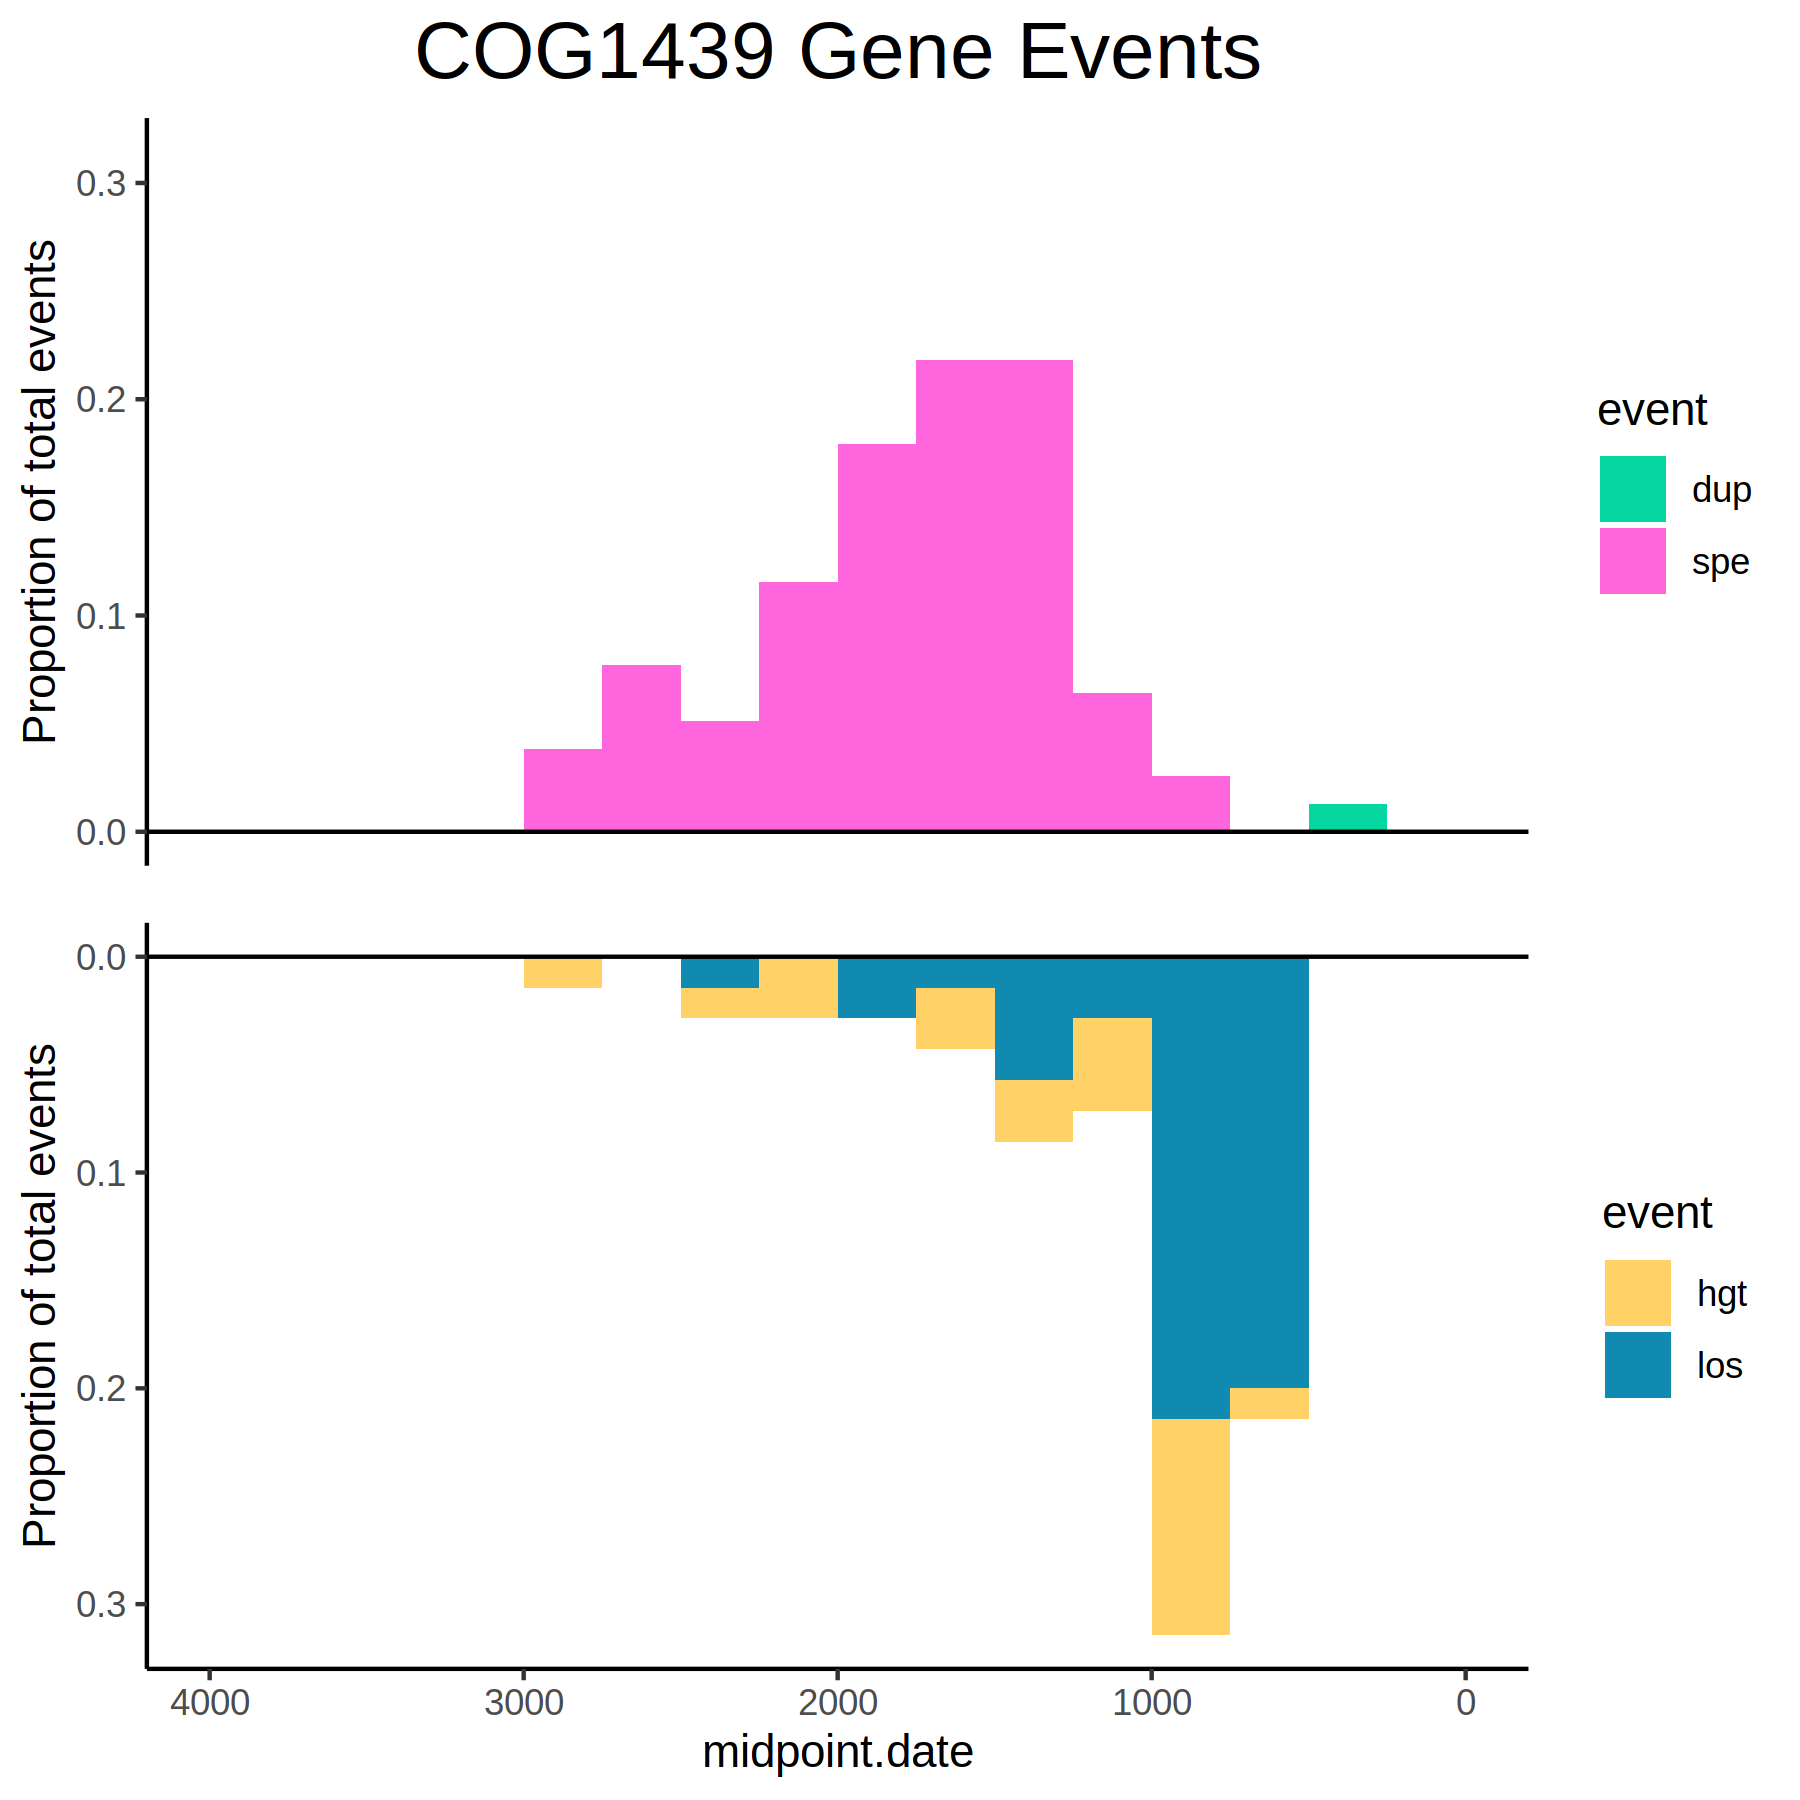 COG1439 Gene Events
Proportion of total events
0.3
0.2
0.1
0.0
event
dup
spe
Proportion of total events
0.0
0.1
0.2
0.3
event
hgt
los
4000 3000 2000 1000 0
midpoint.date